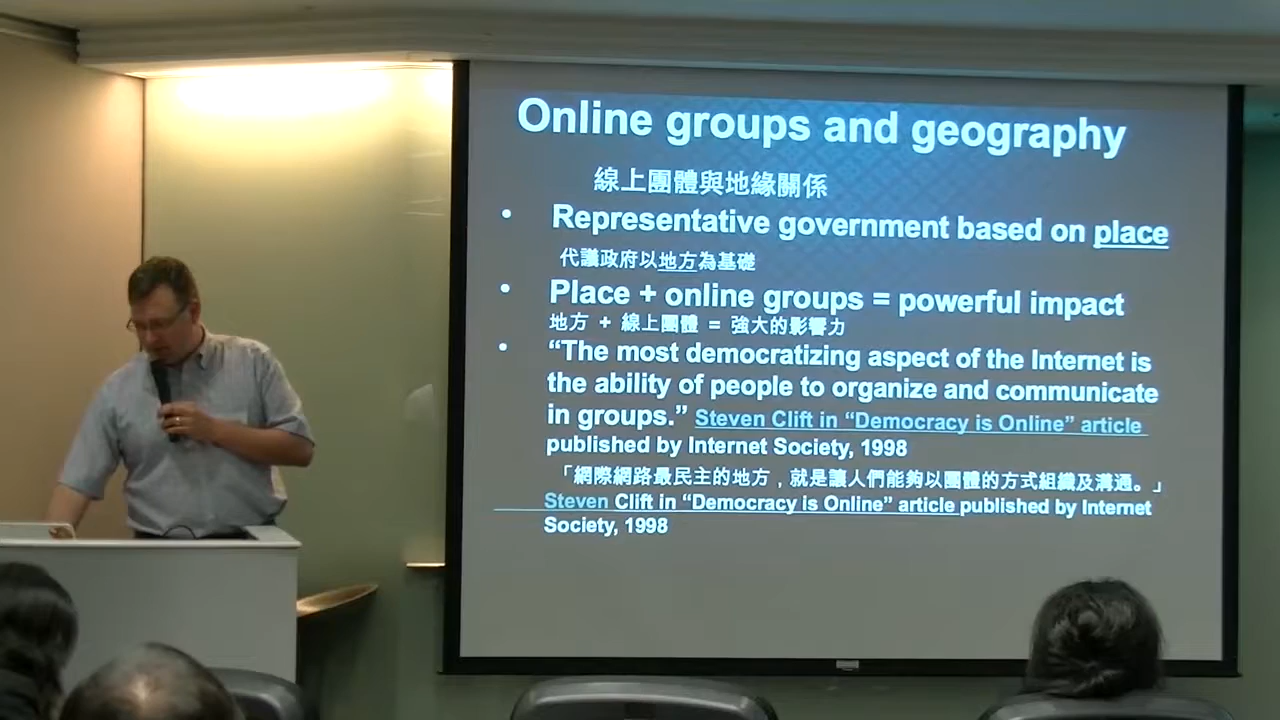 Online groups and geography
線上團體與地緣關係
• Representative government based on place
代議政府以地方為基礎
• Place + online groups = powerful impact
地方 + 線上團體 = 強大的影響力
• “The most democratizing aspect of the Internet is
the ability of people to organize and communicate
in groups.” Steven Clift in “Democracy is Online” article
published by Internet Society, 1998
「網際網路最民主的地方，就是讓人們能夠以團體的方式組織及溝通。」
Steven Clift in “Democracy is Online” article published by Internet
Society, 1998